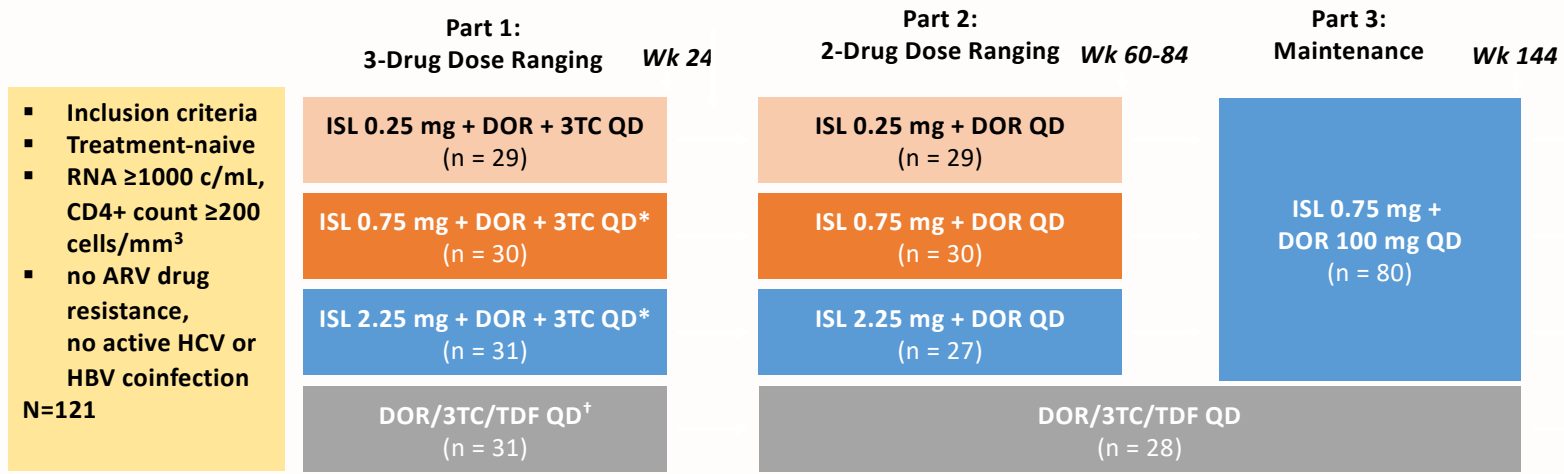 Part 1:
3-Drug Dose Ranging
Wk 24
Part 2:
2-Drug Dose Ranging
Wk 60-84
Part 3:
Maintenance
Wk 144
▪ Inclusion criteria
▪ Treatment-naive
▪ RNA ≥1000 c/mL,
CD4+ count ≥200
cells/mm³
▪ no ARV drug
resistance,
no active HCV or
HBV coinfection
N=121
ISL 0.25 mg + DOR + 3TC QD
(n = 29)
ISL 0.75 mg + DOR + 3TC QD*
(n = 30)
ISL 2.25 mg + DOR + 3TC QD*
(n = 31)
DOR/3TC/TDF QD†
(n = 31)
ISL 0.25 mg + DOR QD
(n = 29)
ISL 0.75 mg + DOR QD
(n = 30)
ISL 2.25 mg + DOR QD
(n = 27)
ISL 0.75 mg +
DOR 100 mg QD
(n = 80)
DOR/3TC/TDF QD
(n = 28)